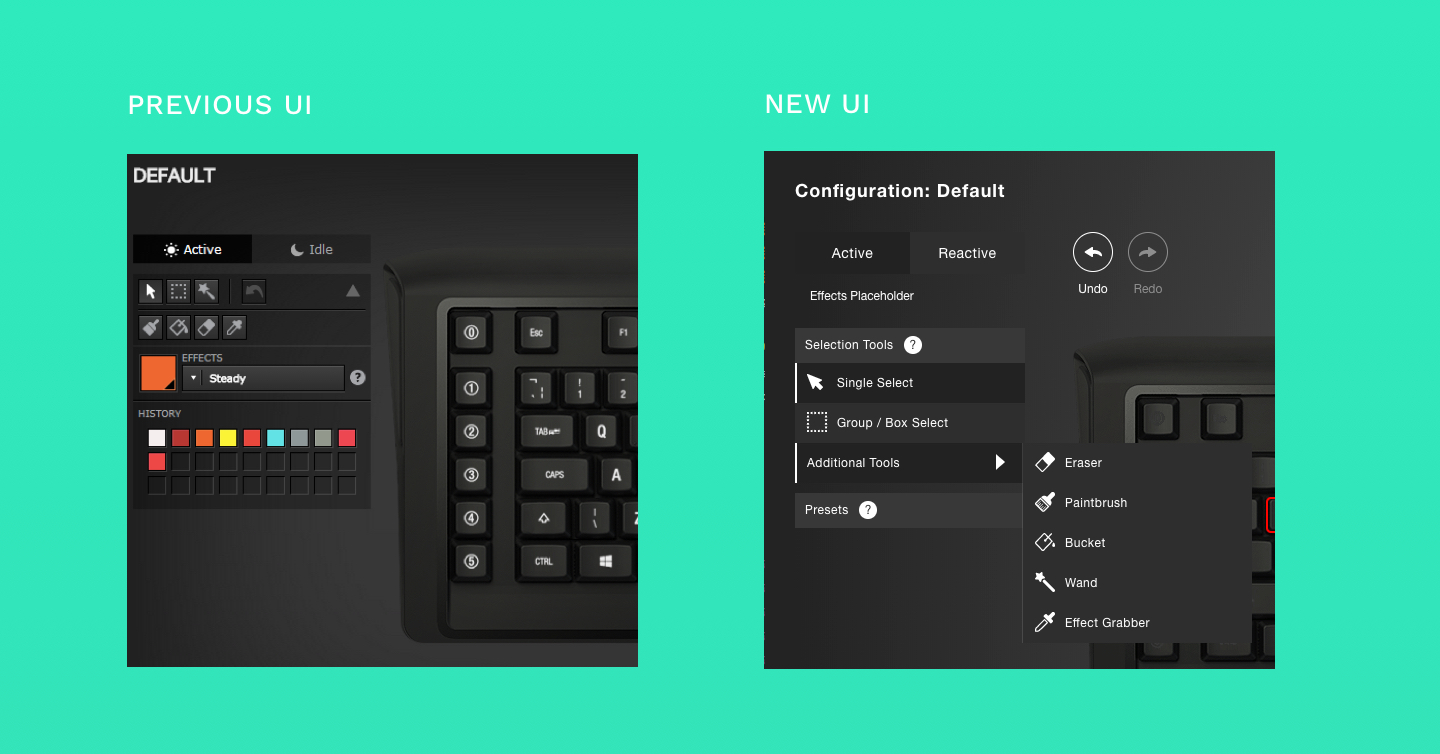 PREVIOUS UI
DEFAULT
Active
Idle
EFFECTS
Steady
?
HISTORY
0
Esc
F1
1
!
1
2
2
TAB
Q
3
CAPS
A
4
\
5
CTRL
NEW UI
Configuration: Default
Active
Reactive
Undo
Redo
Effects Placeholder
Selection Tools ?
Single Select
Group / Box Select
Additional Tools
Presets ?
Eraser
Paintbrush
Bucket
Wand
Effect Grabber